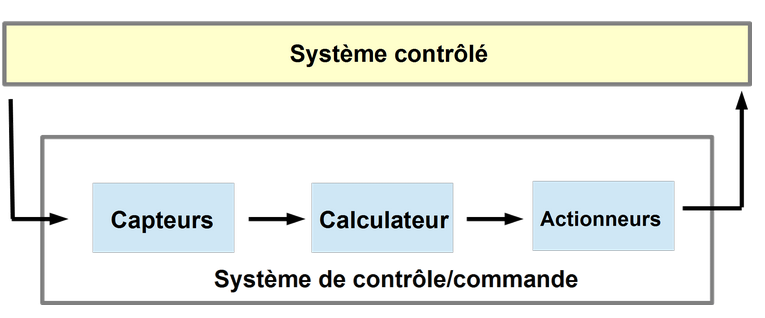 Système contrôlé
Capteurs
Calculateur
Actionneurs
Système de contrôle/commande